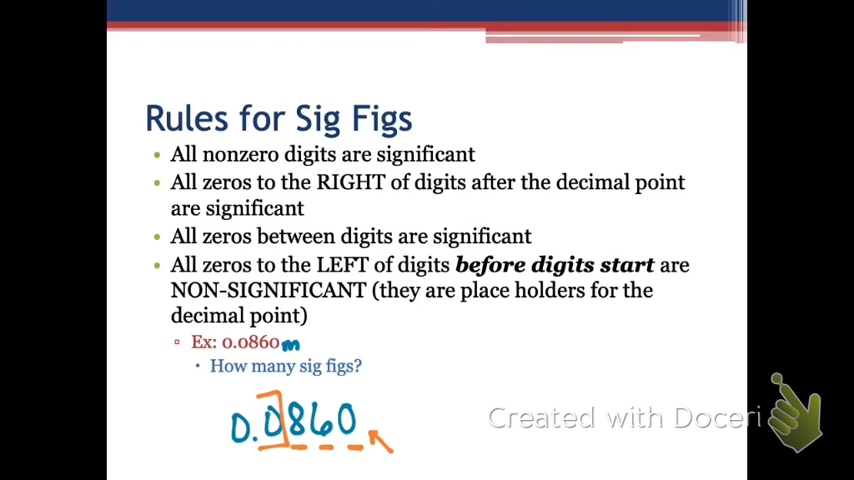 Rules for Sig Figs
• All nonzero digits are significant
• All zeros to the RIGHT of digits after the decimal point
are significant
• All zeros between digits are significant
• All zeros to the LEFT of digits before digits start are
NON-SIGNIFICANT (they are place holders for the
decimal point)
▫ Ex: 0.0860m
• How many sig figs?
0.0860
Created with Doceri